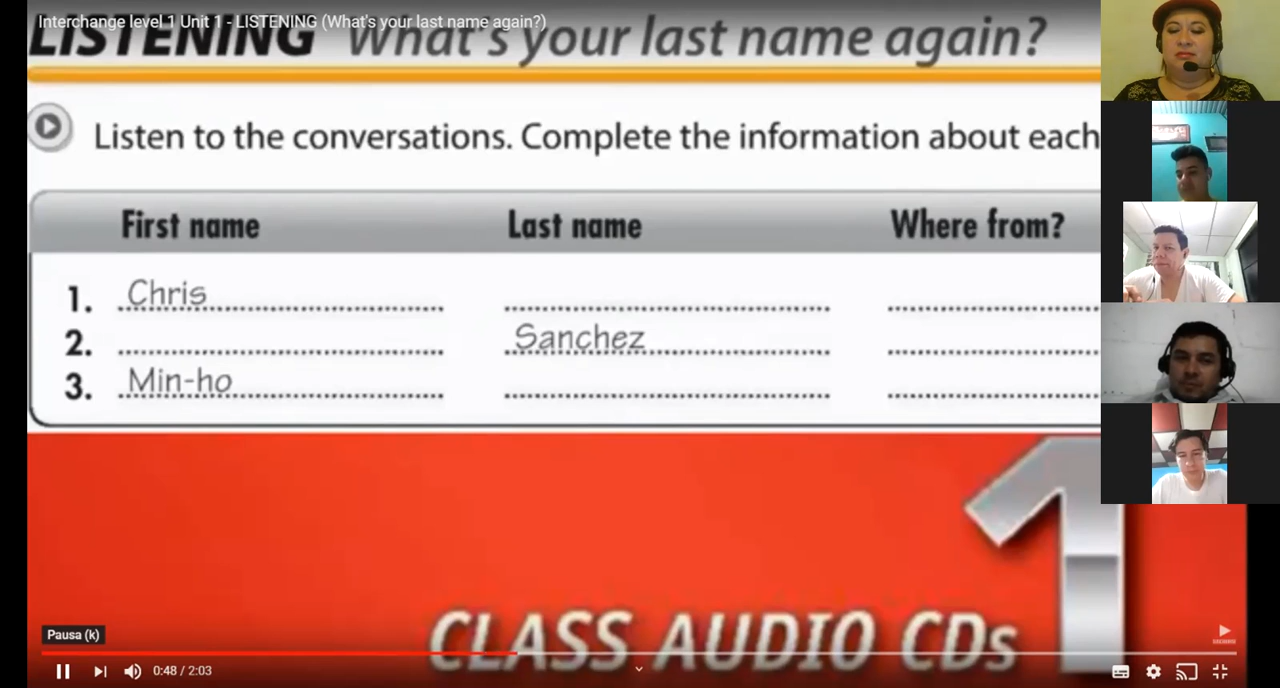 Interchange level 1 Unit 1 - LISTENING (What's your last name again?)
LISTENING What's your last name again?
Listen to the conversations. Complete the information about each
First name Last name Where from?
1. Chris
2. Sanchez
3. Min-ho
1
CLASS AUDIO CDs
Pausa (k)
0:48 / 2:03